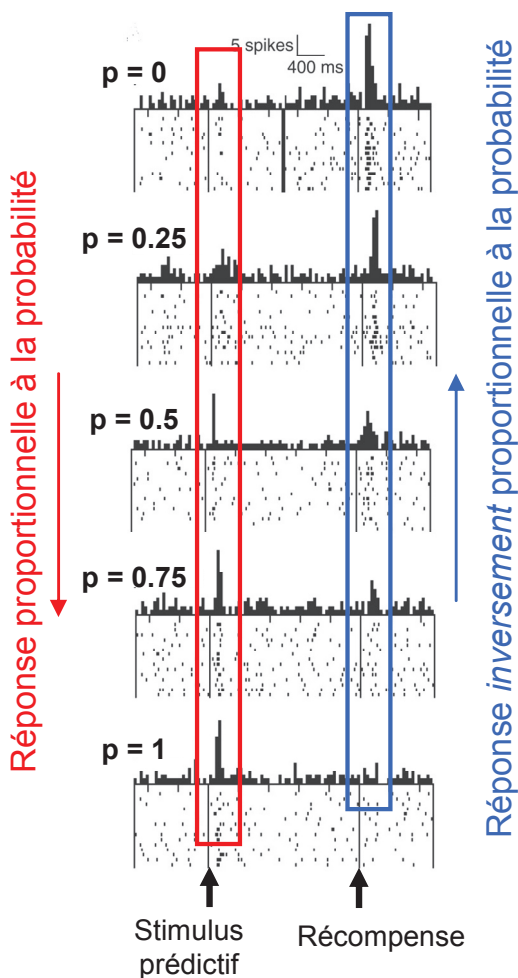 5 spikes
400 ms
p = 0
p = 0.25
p = 0.5
p = 0.75
p = 1
Réponse proportionnelle à la probabilité
Réponse inversement proportionnelle à la probabilité
Stimulus
prédictif
Récompense